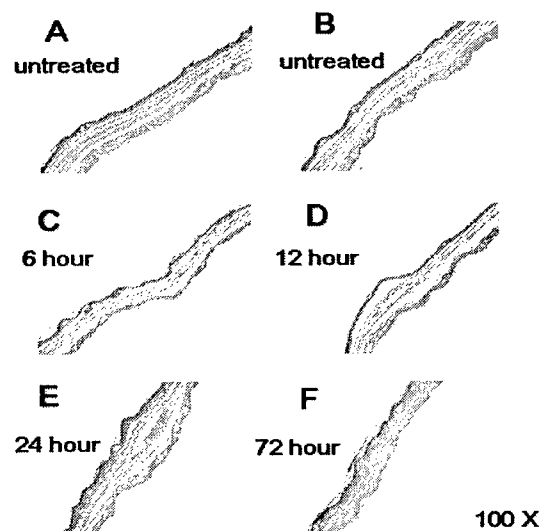 A
untreated
B
untreated
C
6 hour
D
12 hour
E
24 hour
F
72 hour
100 X